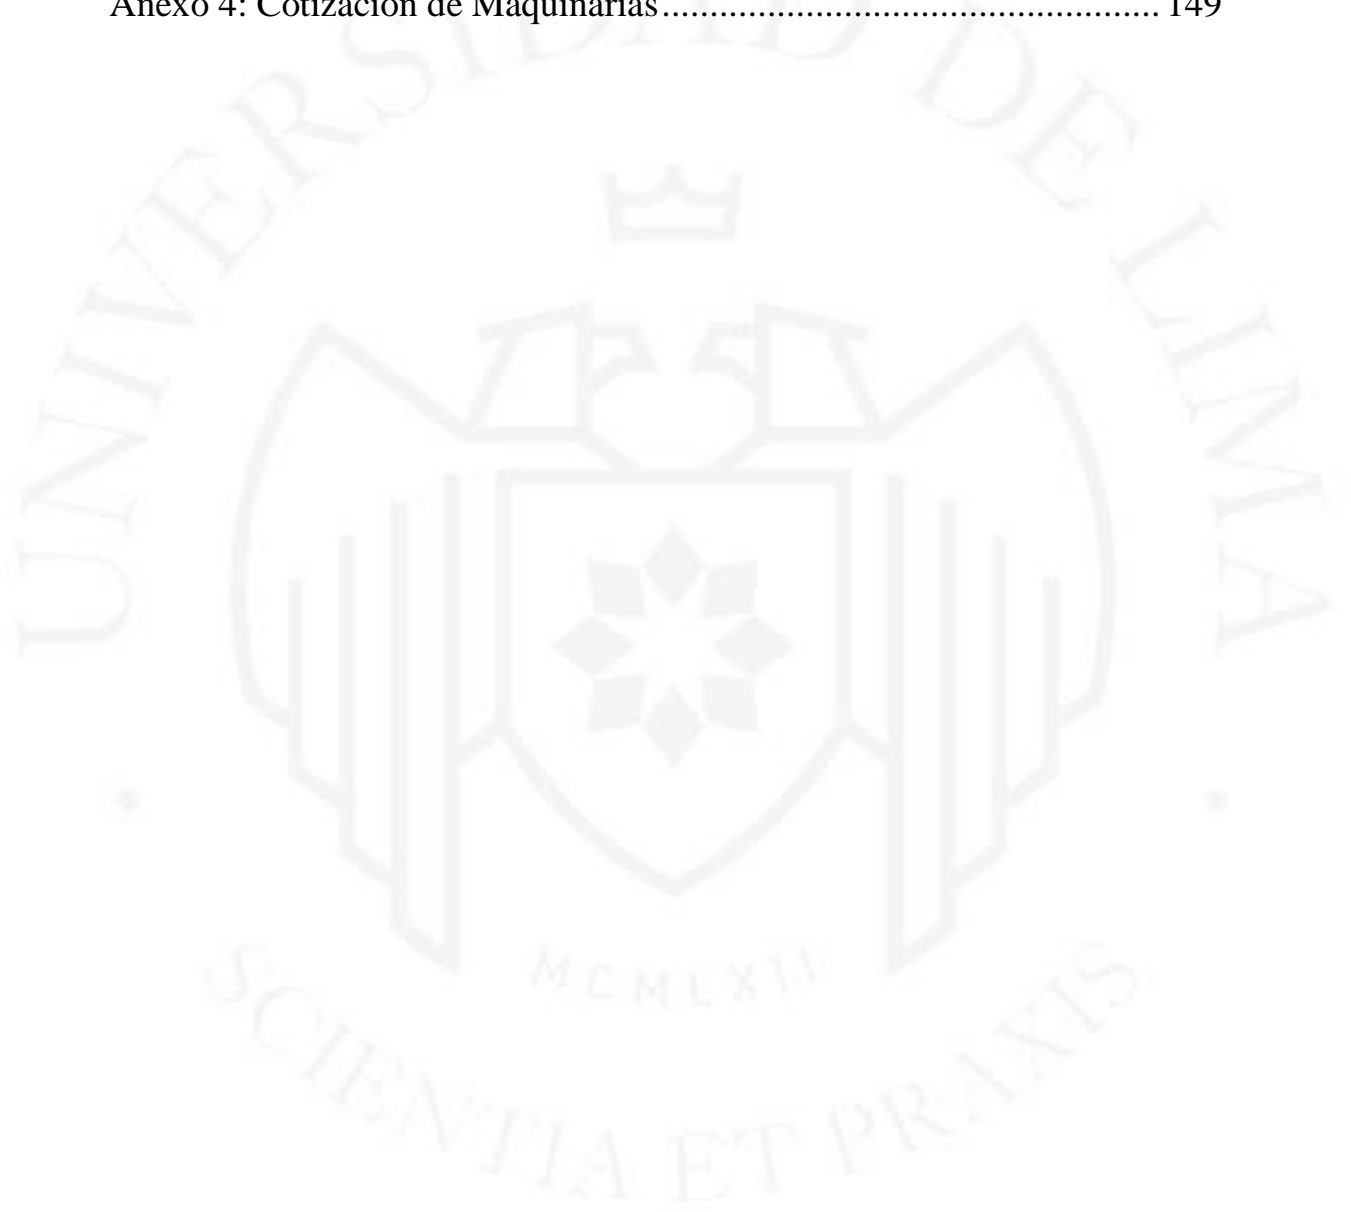 Anexo 4: Cotización de Maquinarias................................................ 149
UNIVERSIDAD DE LIMA
MCMLXII
SCIENTIA ET PRAXIS